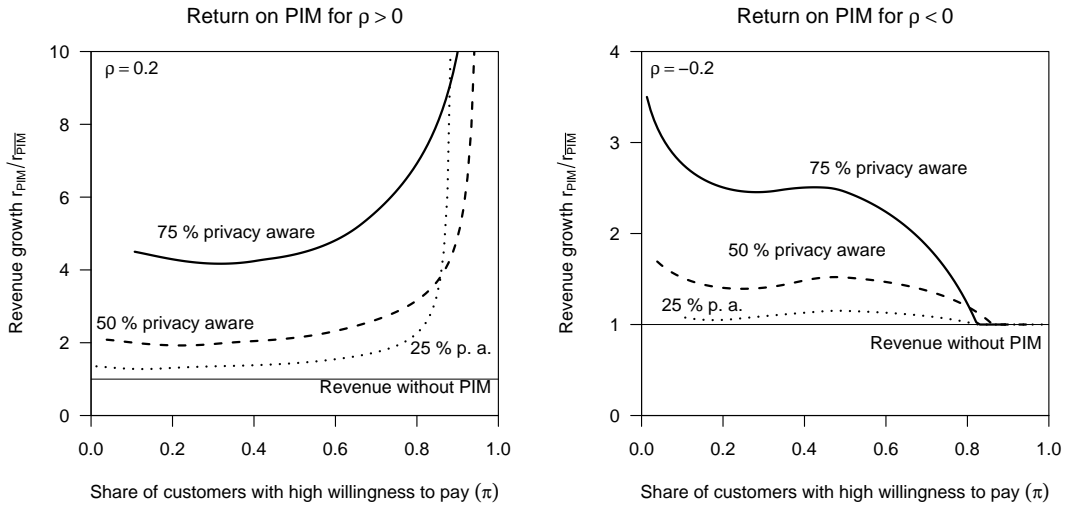 Return on PIM for ρ > 0
ρ = 0.2
Revenue growth r_PIM/r_P̅I̅M̅
10
8
6
4
2
0
75 % privacy aware
50 % privacy aware
25 % p. a.
Revenue without PIM
0.0 0.2 0.4 0.6 0.8 1.0
Share of customers with high willingness to pay (π)
Return on PIM for ρ < 0
ρ = −0.2
Revenue growth r_PIM/r_P̅I̅M̅
4
3
2
1
0
75 % privacy aware
50 % privacy aware
25 % p. a.
Revenue without PIM
0.0 0.2 0.4 0.6 0.8 1.0
Share of customers with high willingness to pay (π)